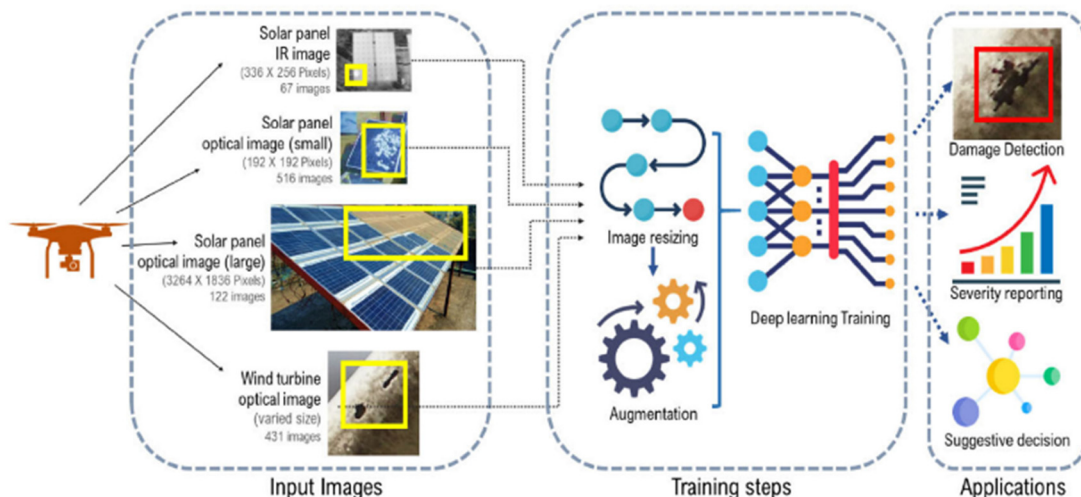 Solar panel
IR image
(336 X 256 Pixels)
67 images
Solar panel
optical image (small)
(192 X 192 Pixels)
516 images
Solar panel
optical image (large)
(3264 X 1836 Pixels)
122 images
Wind turbine
optical image
(varied size)
431 images
Input Images
Image resizing
Augmentation
Deep learning Training
Training steps
Damage Detection
Severity reporting
Suggestive decision
Applications